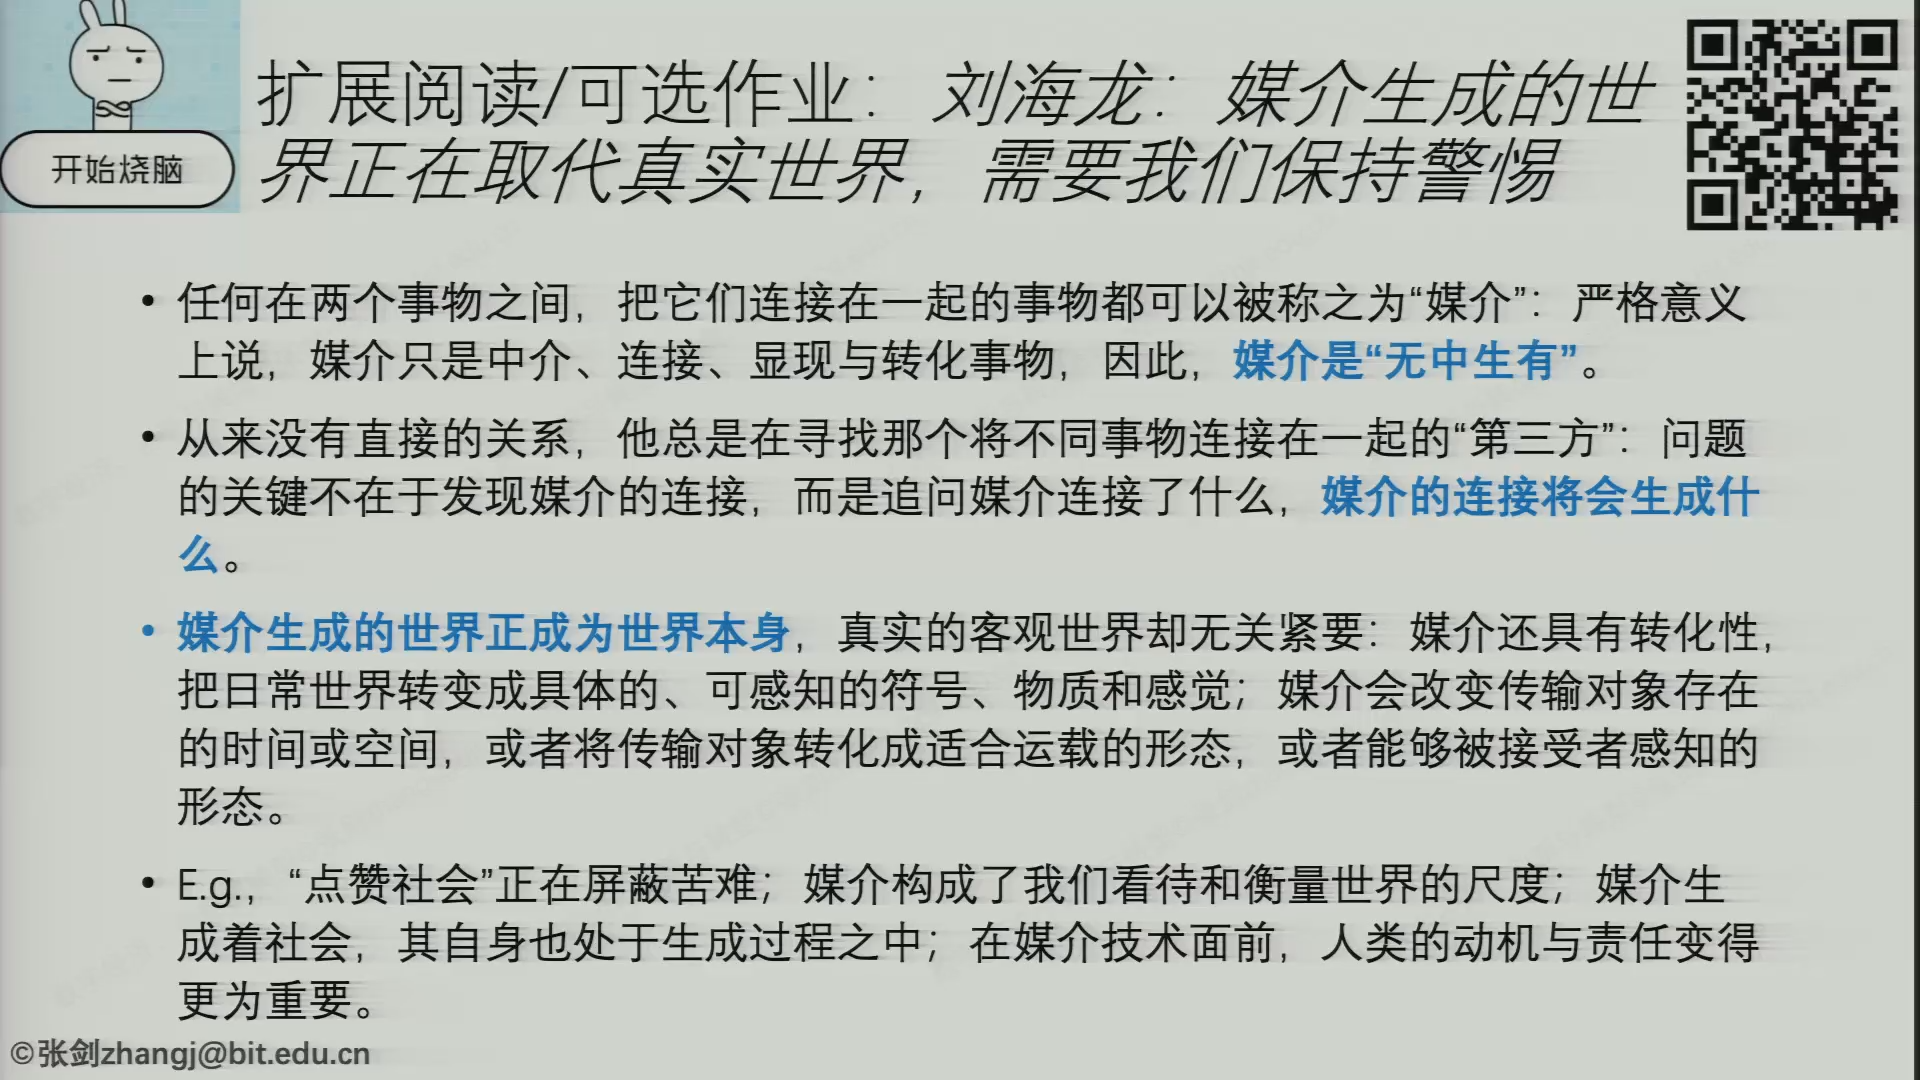 开始烧脑
扩展阅读/可选作业：刘海龙：媒介生成的世
界正在取代真实世界，需要我们保持警惕
• 任何在两个事物之间，把它们连接在一起的事物都可以被称之为“媒介”：严格意义
上说，媒介只是中介、连接、显现与转化事物，因此，媒介是“无中生有”。
• 从来没有直接的关系，他总是在寻找那个将不同事物连接在一起的“第三方”：问题
的关键不在于发现媒介的连接，而是追问媒介连接了什么，媒介的连接将会生成什
么。
• 媒介生成的世界正成为世界本身，真实的客观世界却无关紧要：媒介还具有转化性，
把日常世界转变成具体的、可感知的符号、物质和感觉；媒介会改变传输对象存在
的时间或空间，或者将传输对象转化成适合运载的形态，或者能够被接受者感知的
形态。
• E.g.，“点赞社会”正在屏蔽苦难；媒介构成了我们看待和衡量世界的尺度；媒介生
成着社会，其自身也处于生成过程之中；在媒介技术面前，人类的动机与责任变得
更为重要。
©张剑zhangj@bit.edu.cn